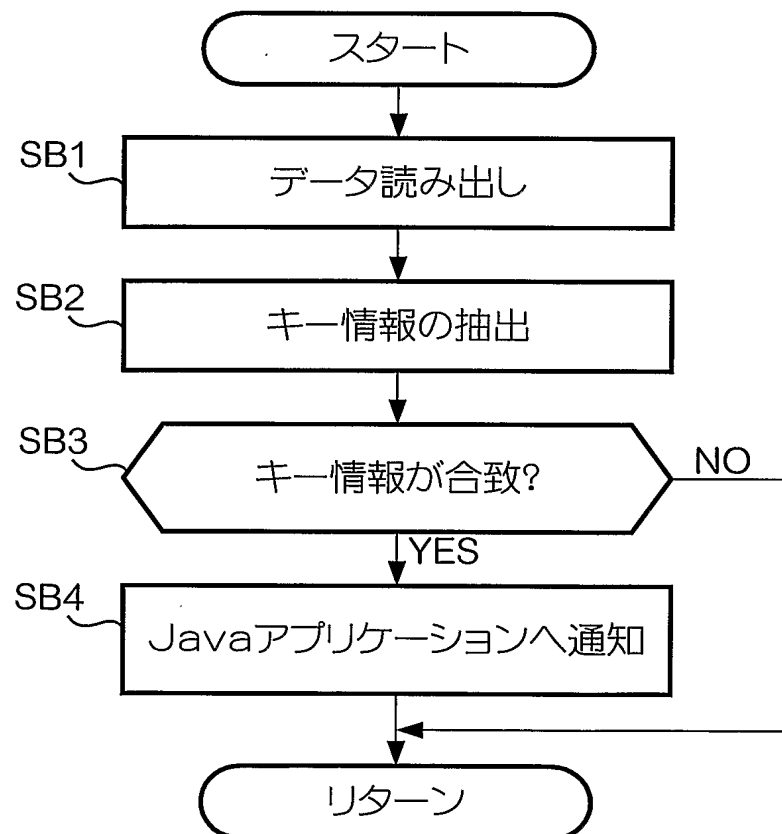 スタート
SB1
データ読み出し
SB2
キー情報の抽出
SB3
キー情報が合致?
NO
YES
SB4
Javaアプリケーションへ通知
リターン